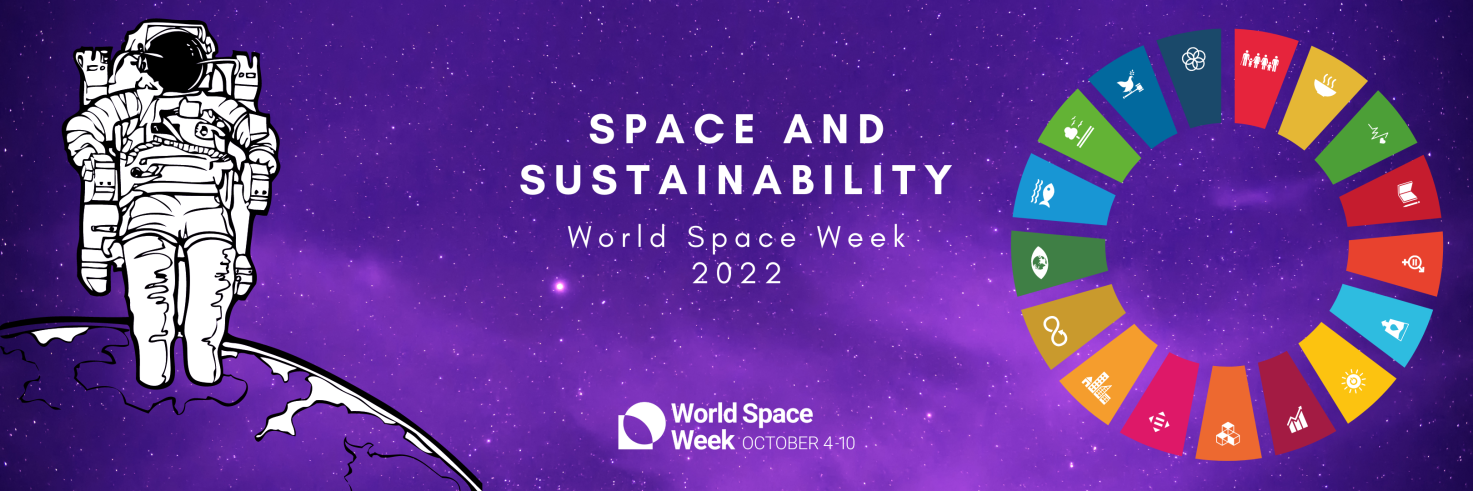 SPACE AND
SUSTAINABILITY
World Space Week
2022
World Space
Week OCTOBER 4-10